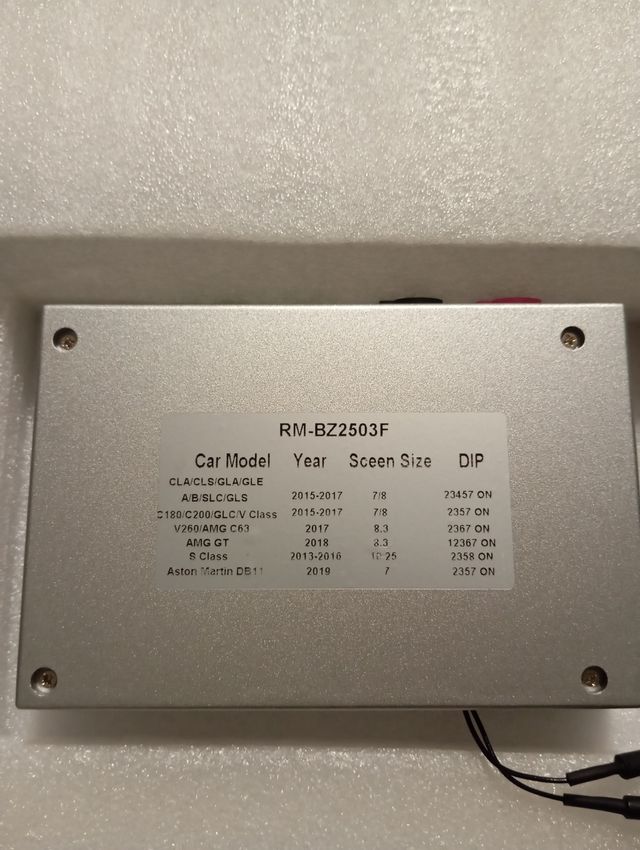 RM-BZ2503F
Car Model Year Sceen Size DIP
CLA/CLS/GLA/GLE
A/B/SLC/GLS 2015-2017 7/8 23457 ON
C180/C200/GLC/V Class 2015-2017 7/8 2357 ON
V260/AMG C63 2017 8.3 2367 ON
AMG GT 2018 8.3 12367 ON
S Class 2013-2016 12.25 2358 ON
Aston Martin DB11 2019 7 2357 ON